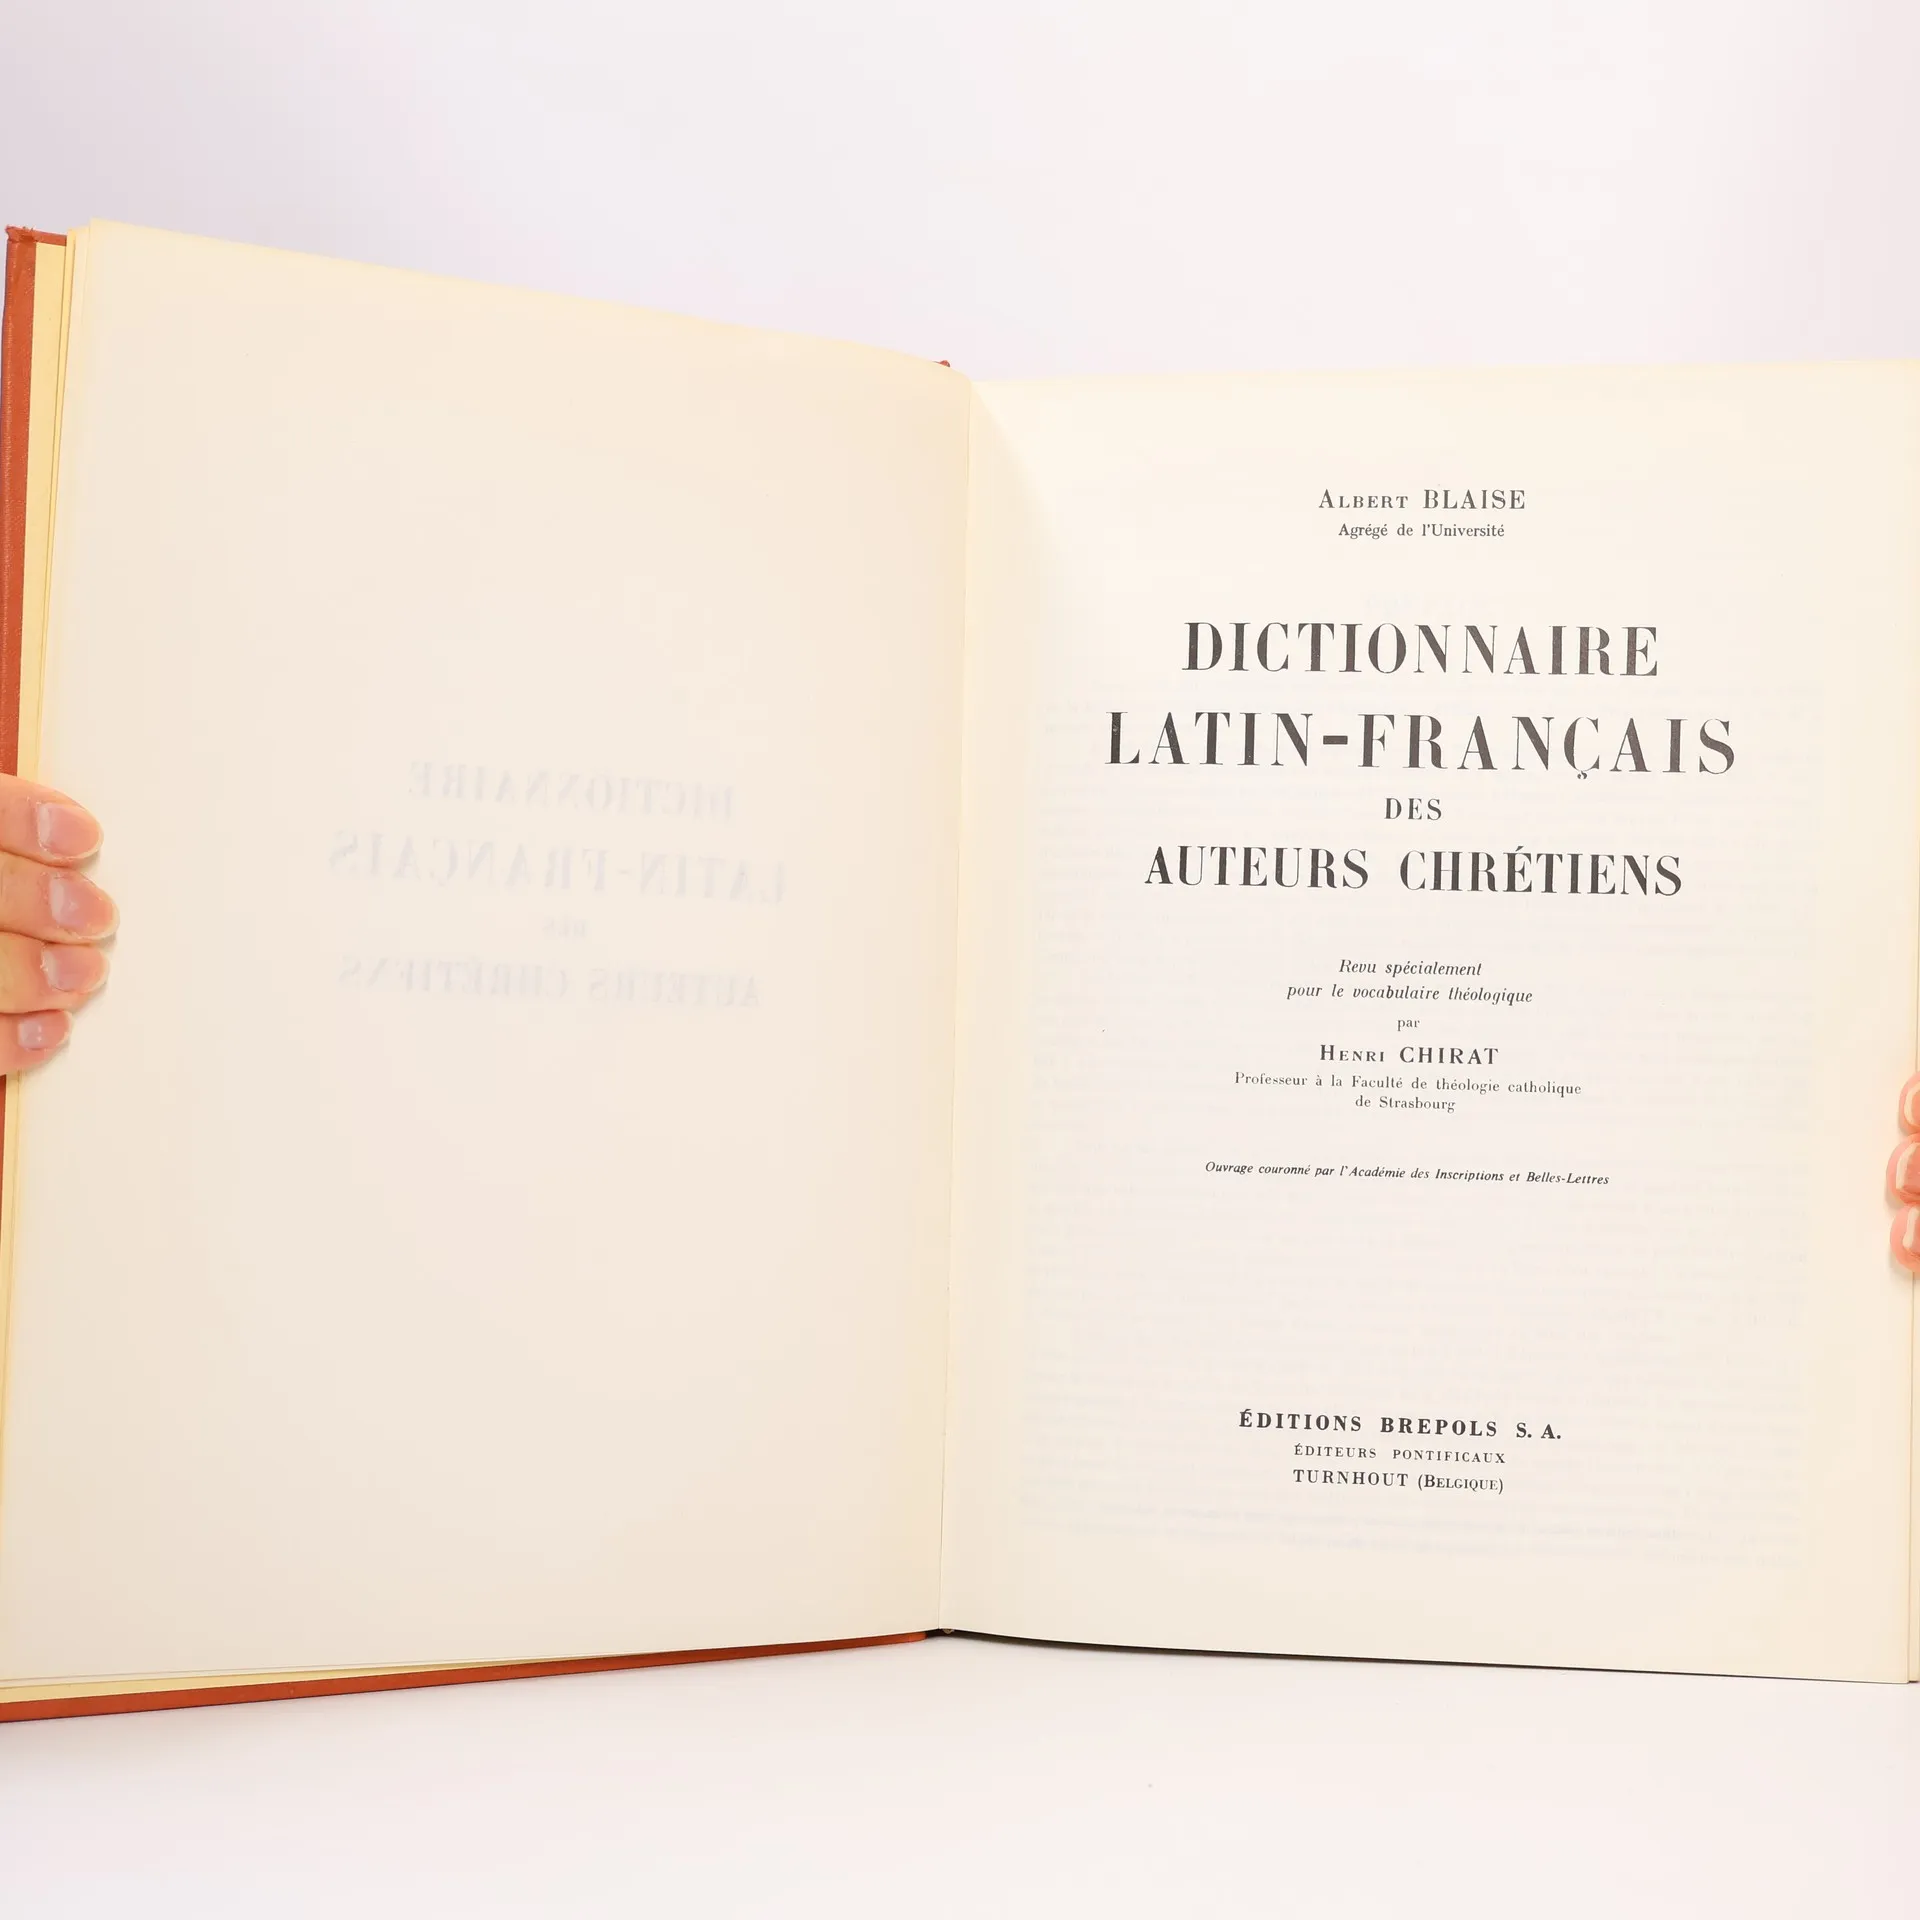 Albert BLAISE
Agrégé de l'Université
DICTIONNAIRE
LATIN-FRANÇAIS
DES
AUTEURS CHRÉTIENS
Revu spécialement
pour le vocabulaire théologique
par
Henri CHIRAT
Professeur à la Faculté de théologie catholique
de Strasbourg
Ouvrage couronné par l'Académie des Inscriptions et Belles-Lettres
ÉDITIONS BREPOLS S. A.
ÉDITEURS PONTIFICAUX
TURNHOUT (Belgique)